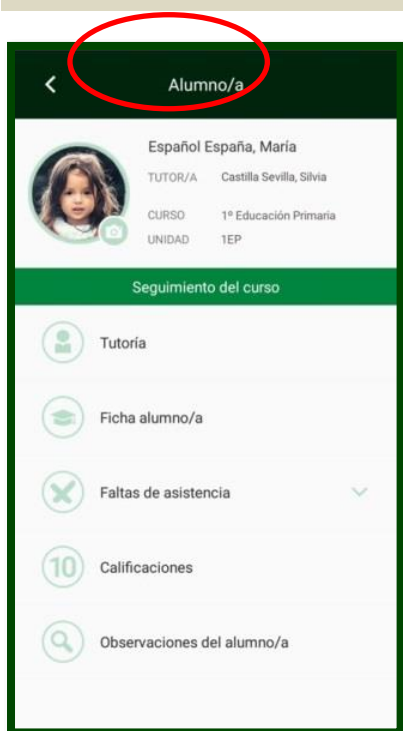 Alumno/a
Español España, María
TUTOR/A Castilla Sevilla, Silvia
CURSO 1º Educación Primaria
UNIDAD 1EP
Seguimiento del curso
Tutoría
Ficha alumno/a
Faltas de asistencia
10 Calificaciones
Observaciones del alumno/a